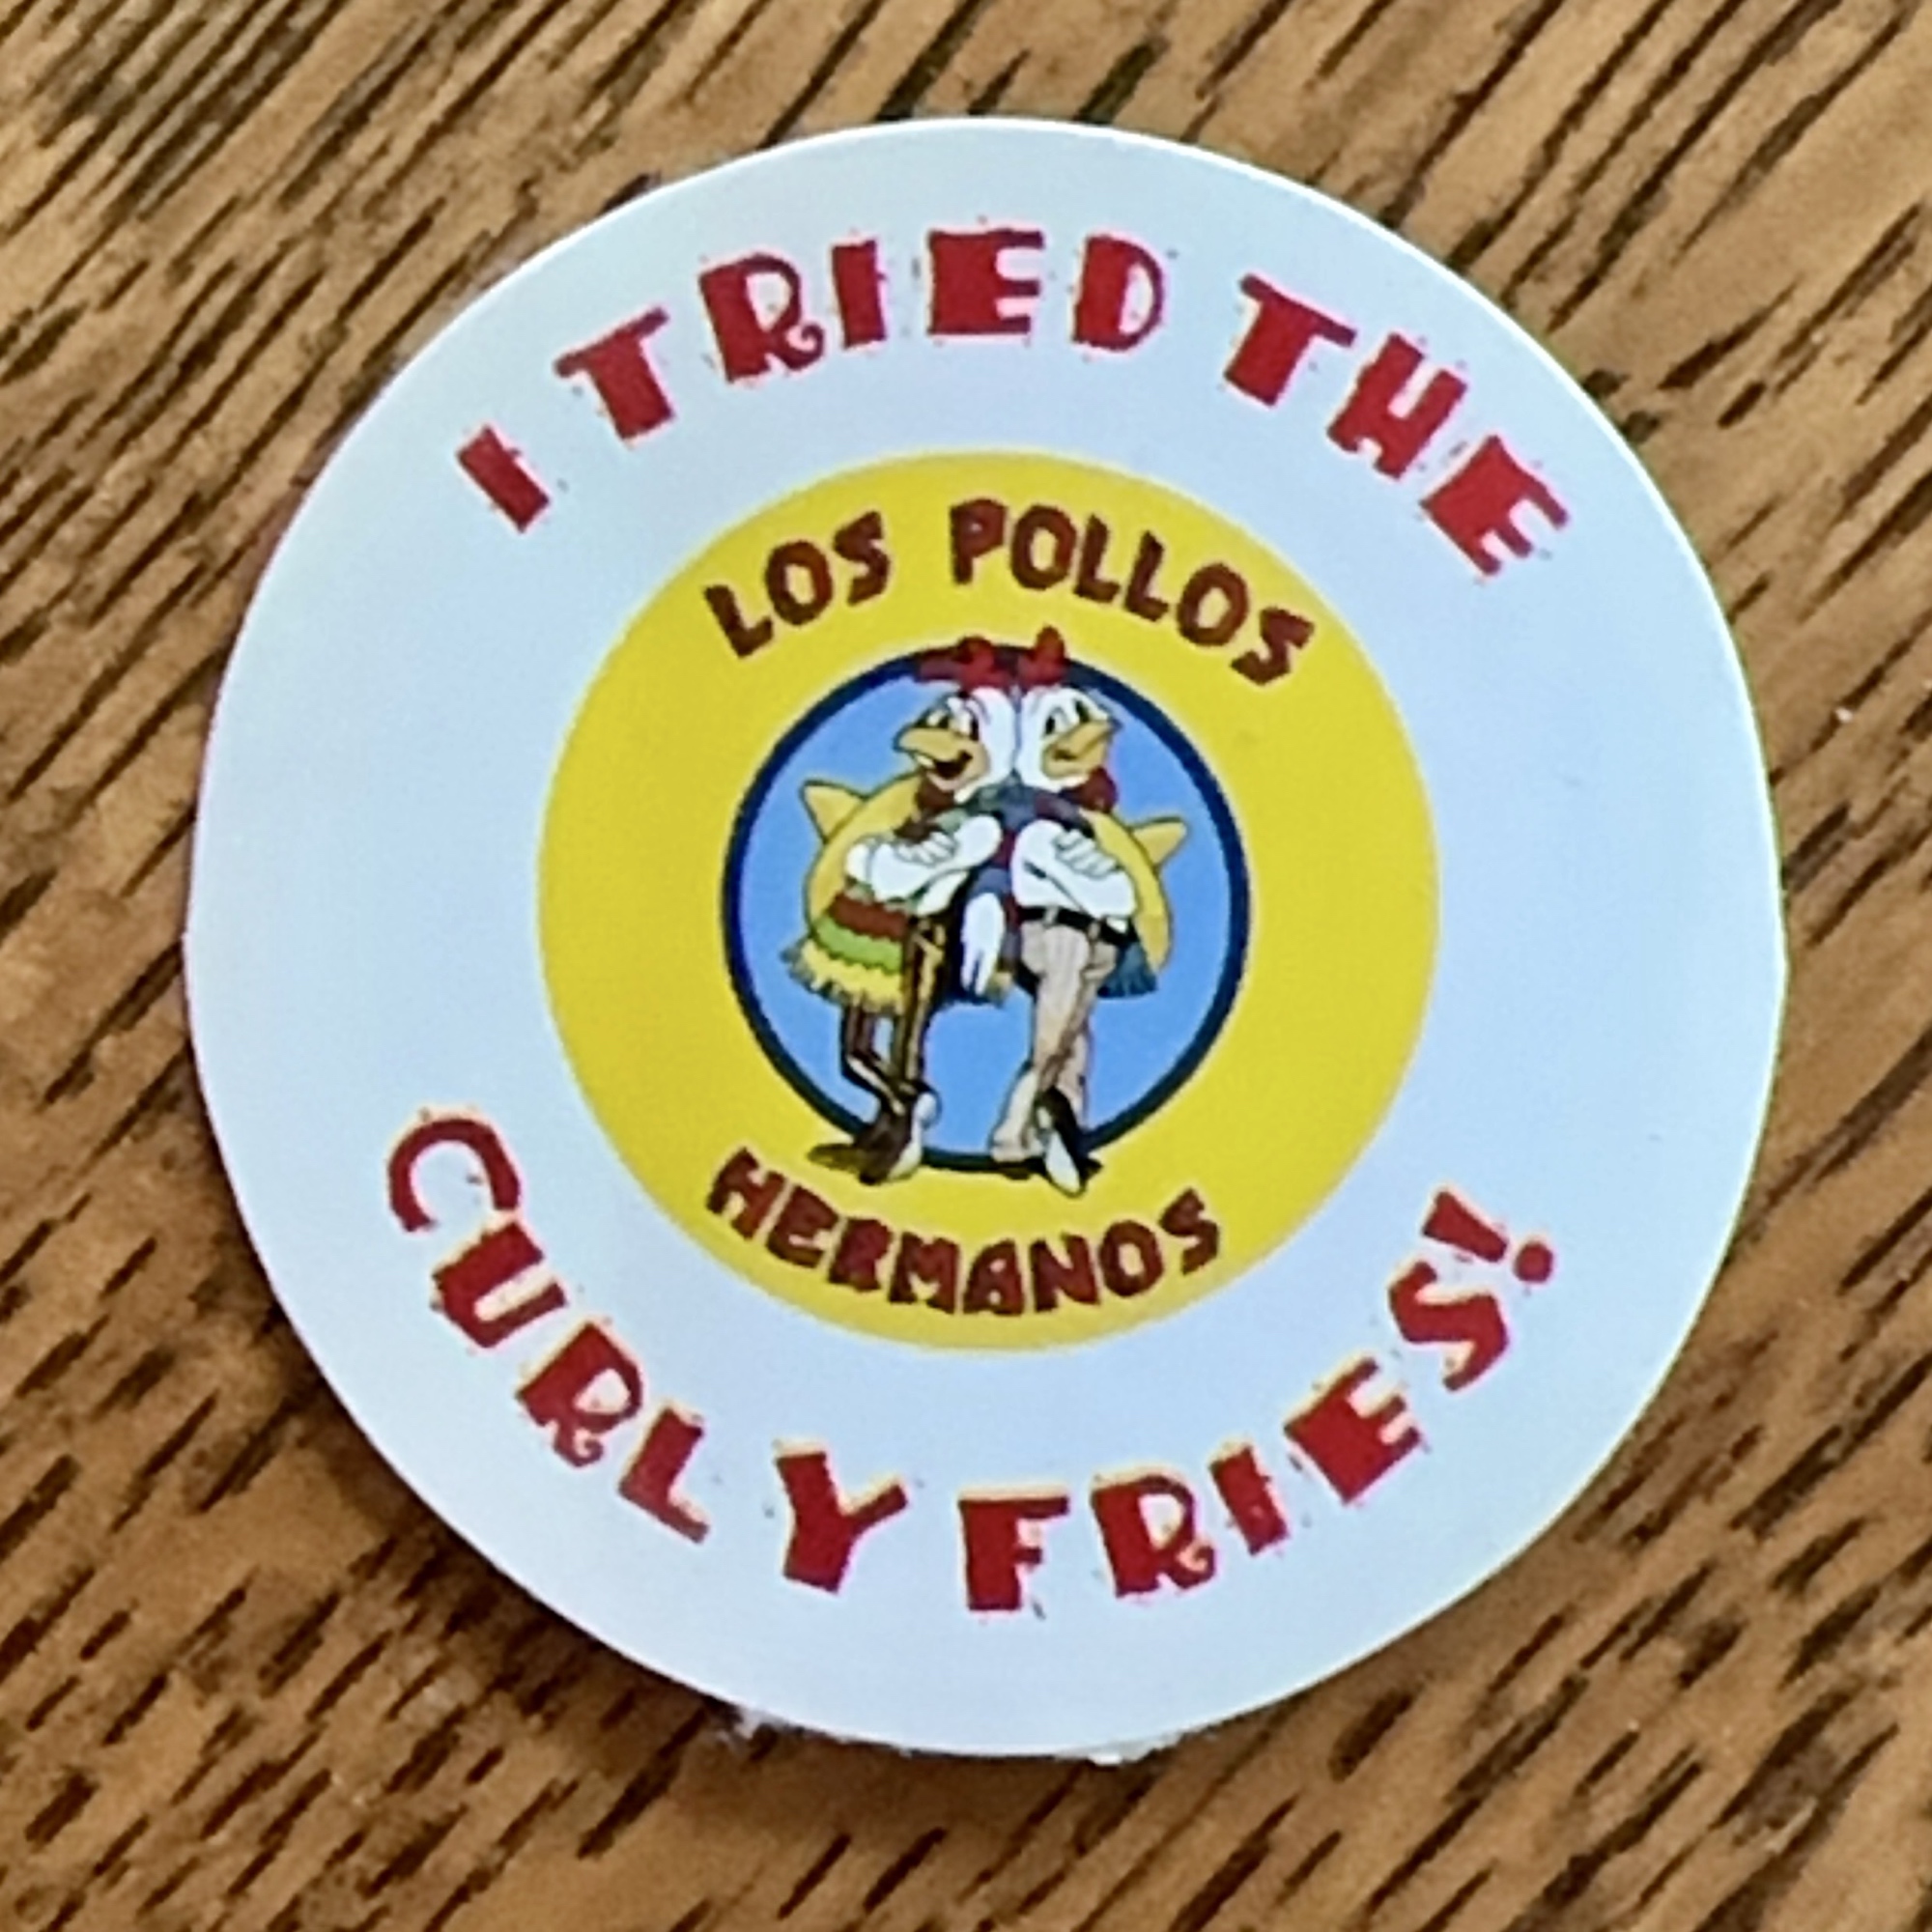 I TRIED THE
LOS POLLOS
HERMANOS
CURLY FRIES!